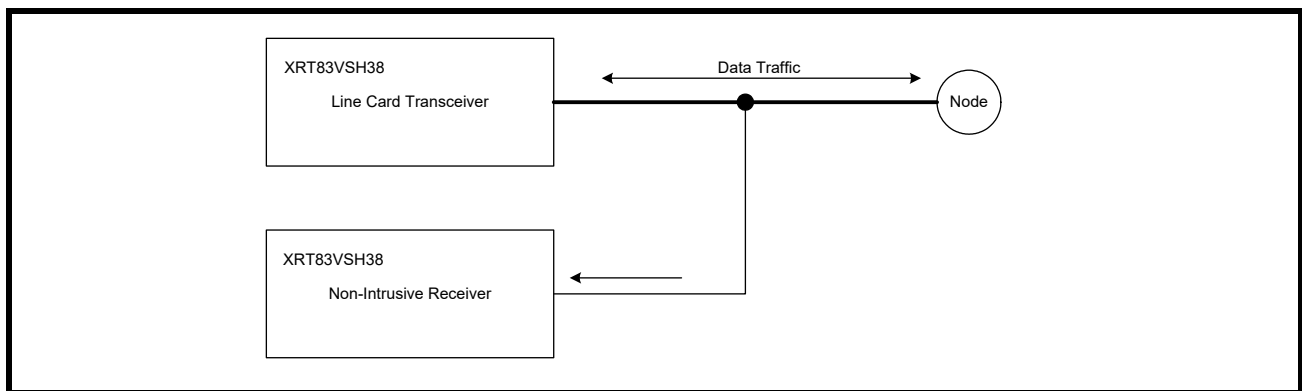 XRT83VSH38
Line Card Transceiver
Data Traffic
Node
XRT83VSH38
Non-Intrusive Receiver